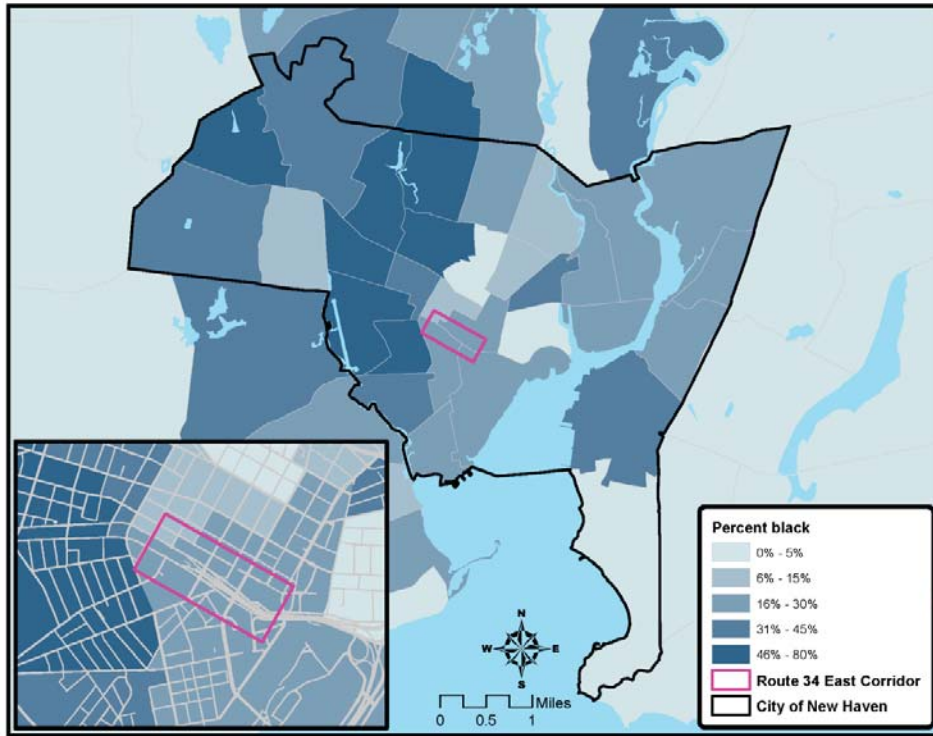 N
W E
S
Miles
0 0.5 1
Percent black
0% - 5%
6% - 15%
16% - 30%
31% - 45%
46% - 80%
Route 34 East Corridor
City of New Haven